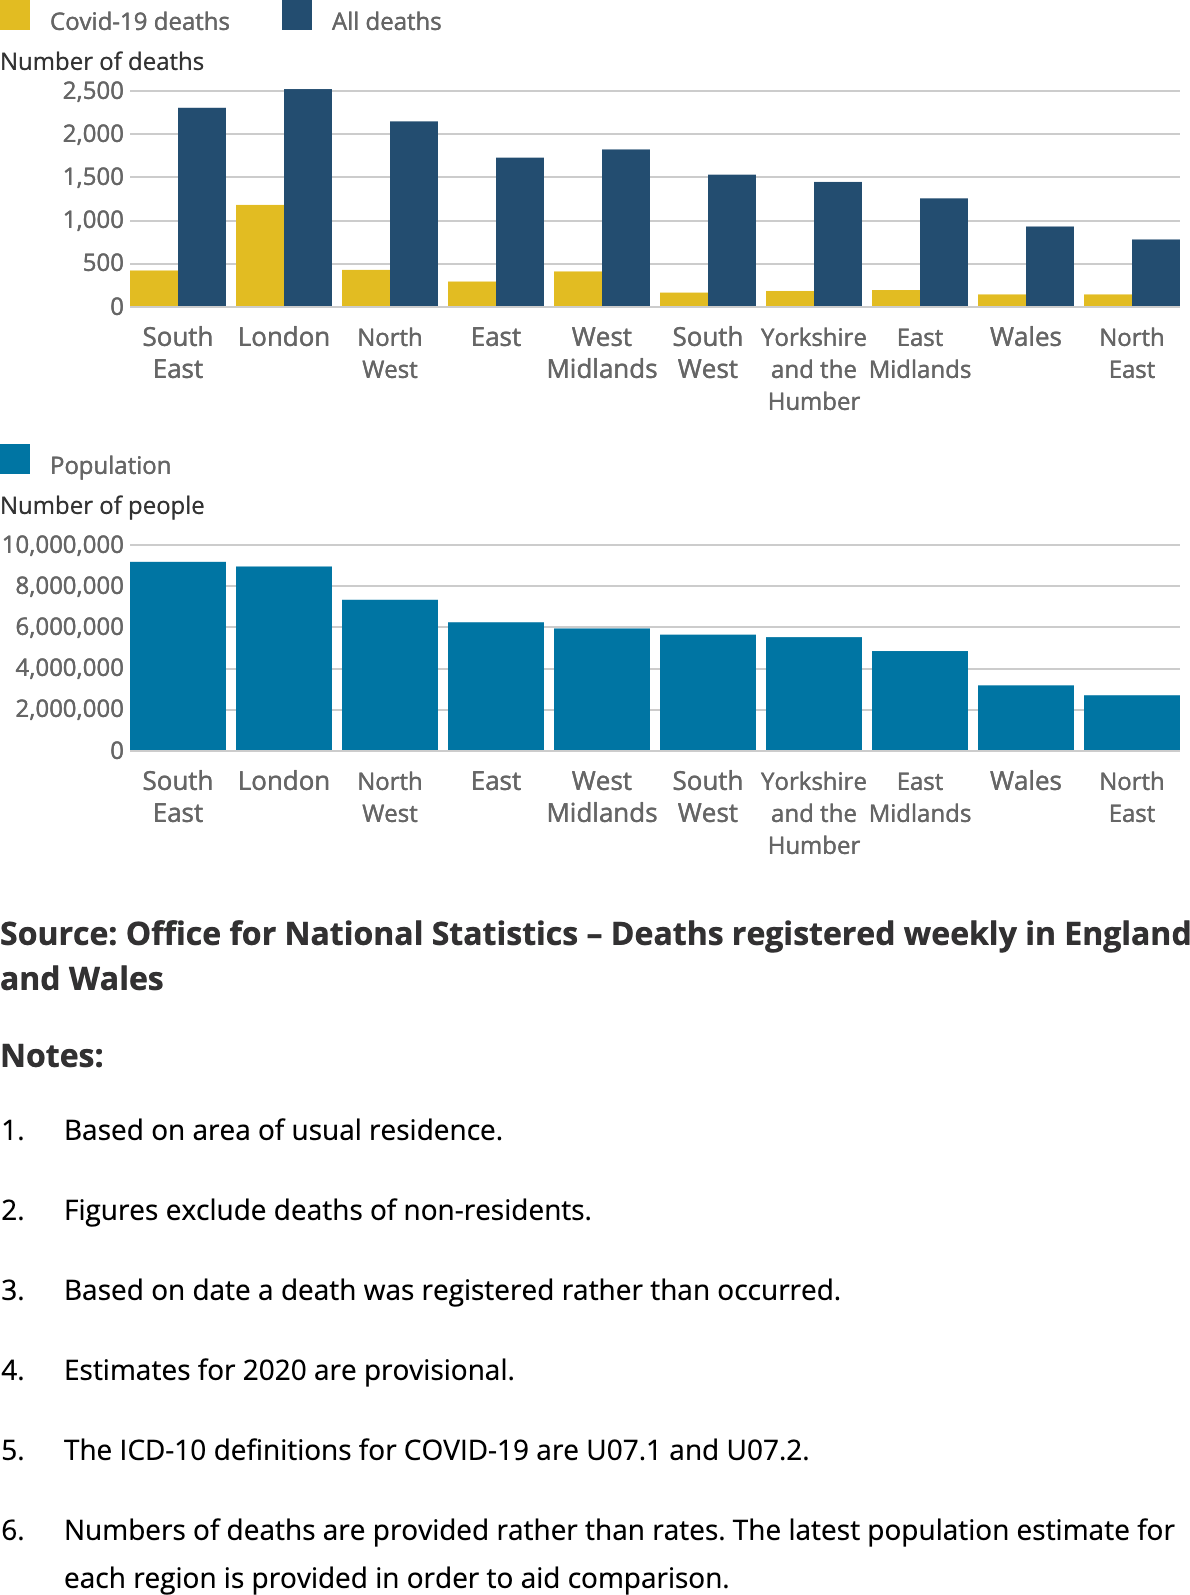 Covid-19 deaths All deaths
Number of deaths
2,500
2,000
1,500
1,000
500
0
South East London North West East West Midlands South West Yorkshire and the Humber East Midlands Wales North East
Population
Number of people
10,000,000
8,000,000
6,000,000
4,000,000
2,000,000
0
South East London North West East West Midlands South West Yorkshire and the Humber East Midlands Wales North East
Source: Office for National Statistics – Deaths registered weekly in England
and Wales
Notes:
1. Based on area of usual residence.
2. Figures exclude deaths of non-residents.
3. Based on date a death was registered rather than occurred.
4. Estimates for 2020 are provisional.
5. The ICD-10 definitions for COVID-19 are U07.1 and U07.2.
6. Numbers of deaths are provided rather than rates. The latest population estimate for
each region is provided in order to aid comparison.